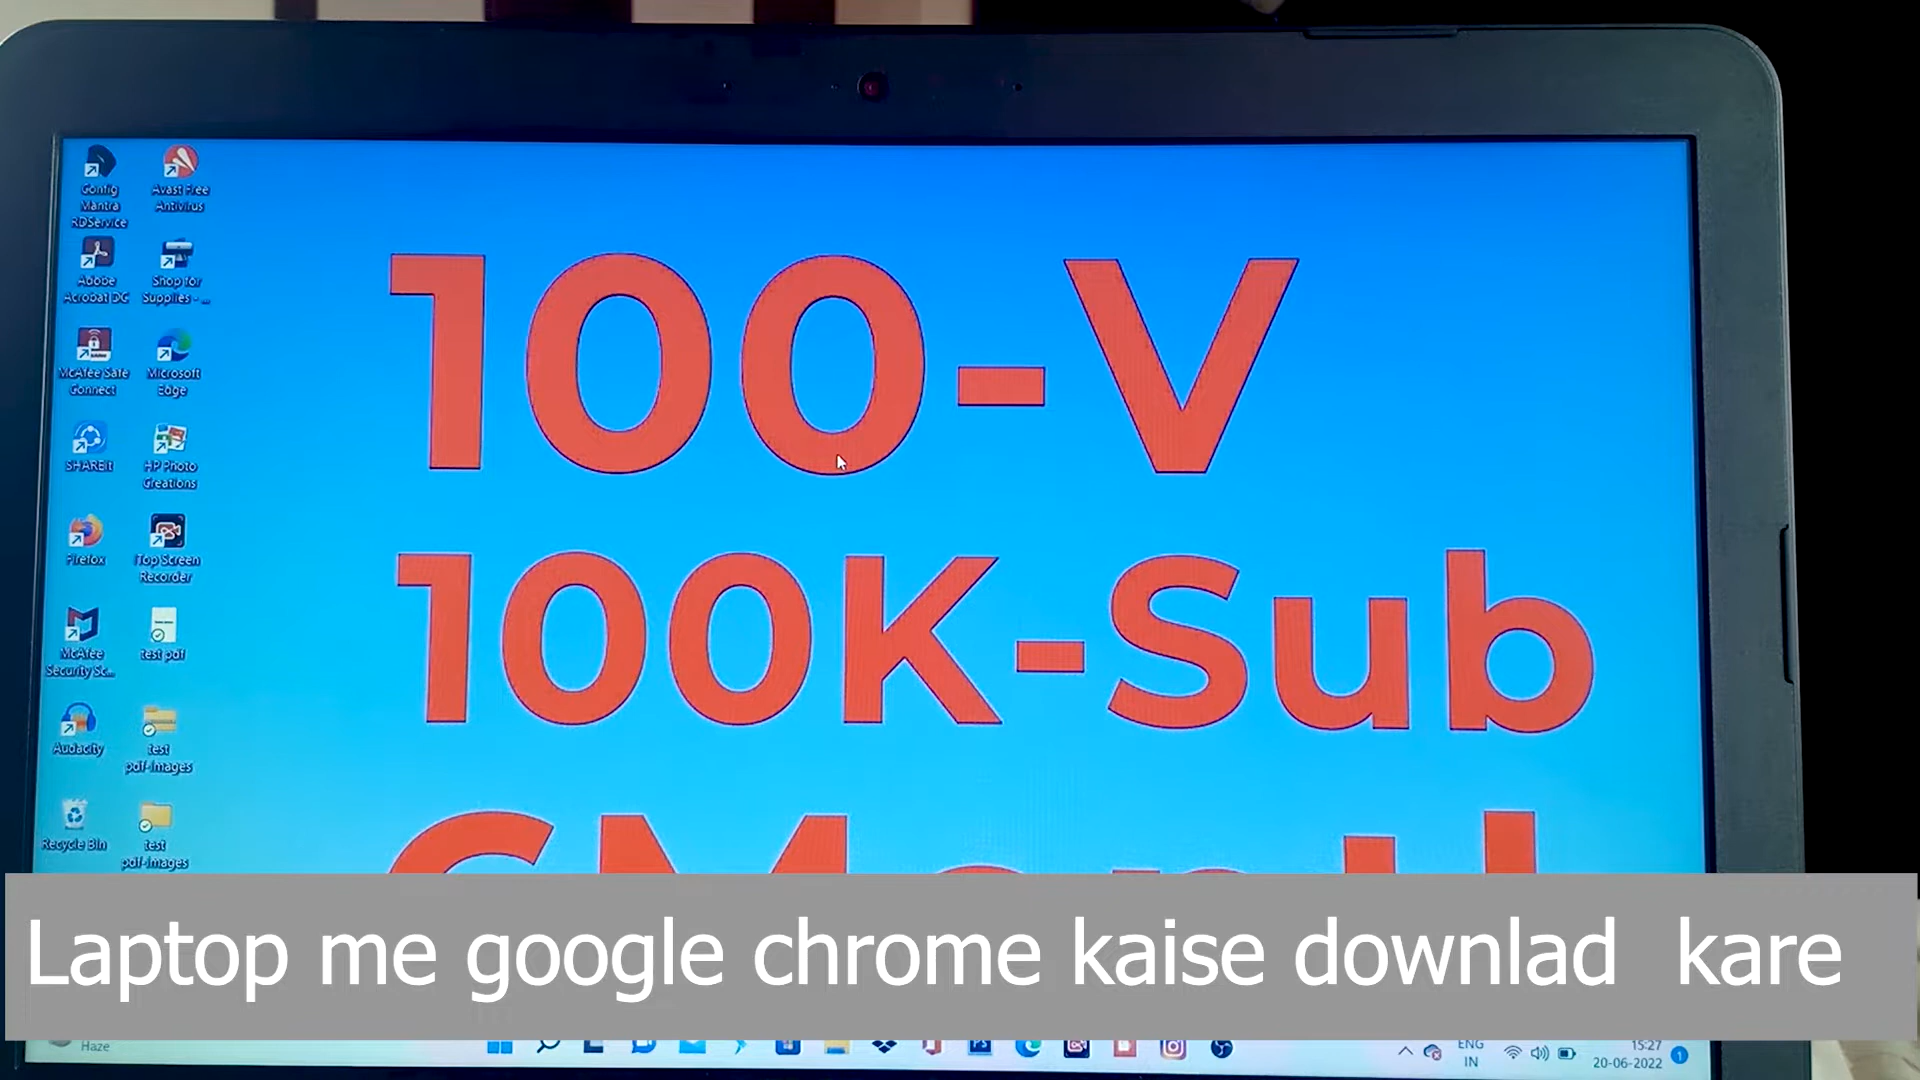 Config
Mantra
RDService
Avast Free
Antivirus
Adobe
Acrobat DC
Shop for
Supplies - ...
McAfee Safe
Connect
Microsoft
Edge
SHAREit
HP Photo
Creations
Firefox
iTop Screen
Recorder
McAfee
Security Sc...
test pdf
Audacity
test
pdf-images
Recycle Bin
test
pdf-images
100-V
100K-Sub
Laptop me google chrome kaise downlad kare
Haze
ENG
IN
15:27
20-06-2022
1